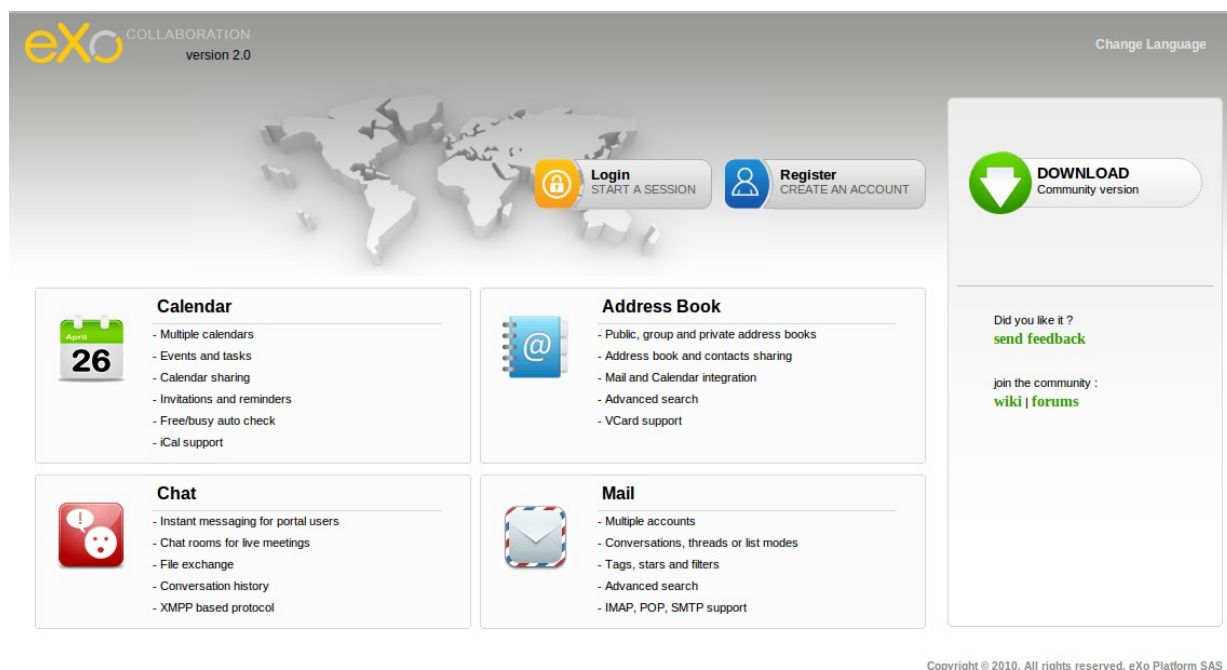 eXo COLLABORATION
version 2.0
Change Language
Login
START A SESSION
Register
CREATE AN ACCOUNT
DOWNLOAD
Community version
Calendar
April
26
- Multiple calendars
- Events and tasks
- Calendar sharing
- Invitations and reminders
- Free/busy auto check
- iCal support
Address Book
@
- Public, group and private address books
- Address book and contacts sharing
- Mail and Calendar integration
- Advanced search
- VCard support
Did you like it ?
send feedback
join the community :
wiki | forums
Chat
!
- Instant messaging for portal users
- Chat rooms for live meetings
- File exchange
- Conversation history
- XMPP based protocol
Mail
- Multiple accounts
- Conversations, threads or list modes
- Tags, stars and filters
- Advanced search
- IMAP, POP, SMTP support
Copyright © 2010. All rights reserved. eXo Platform SAS